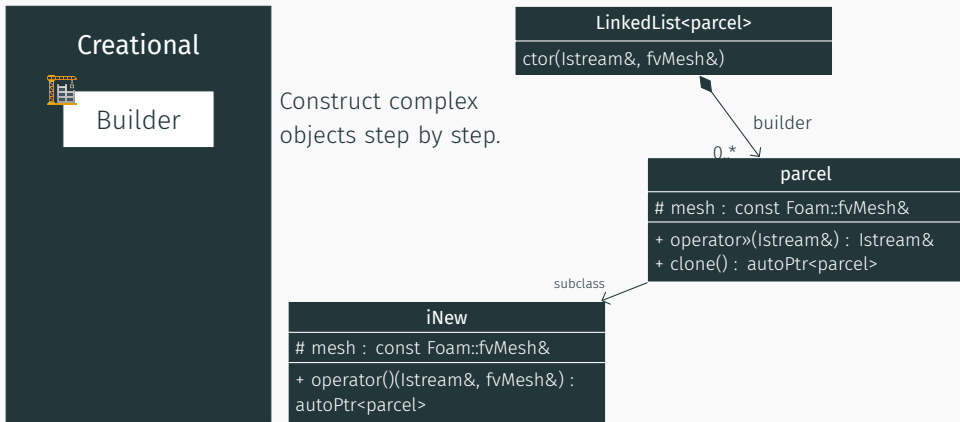 Creational
Builder
Construct complex
objects step by step.
LinkedList<parcel>
ctor(Istream&, fvMesh&)
builder
0..*
parcel
# mesh : const Foam::fvMesh&
+ operator»(Istream&) : Istream&
+ clone() : autoPtr<parcel>
subclass
iNew
# mesh : const Foam::fvMesh&
+ operator()(Istream&, fvMesh&) :
autoPtr<parcel>